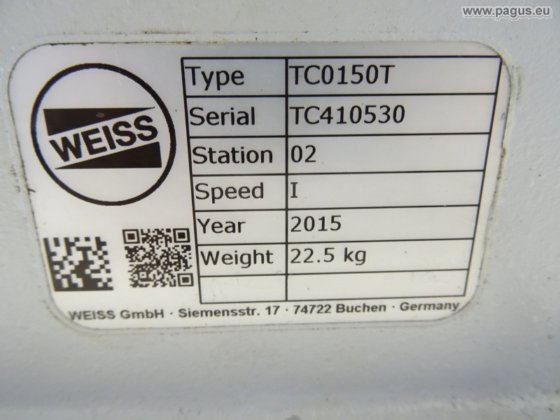 www.pagus.eu
WEISS
Type TC0150T
Serial TC410530
Station 02
Speed I
Year 2015
Weight 22.5 kg
WEISS GmbH · Siemensstr. 17 · 74722 Buchen · Germany